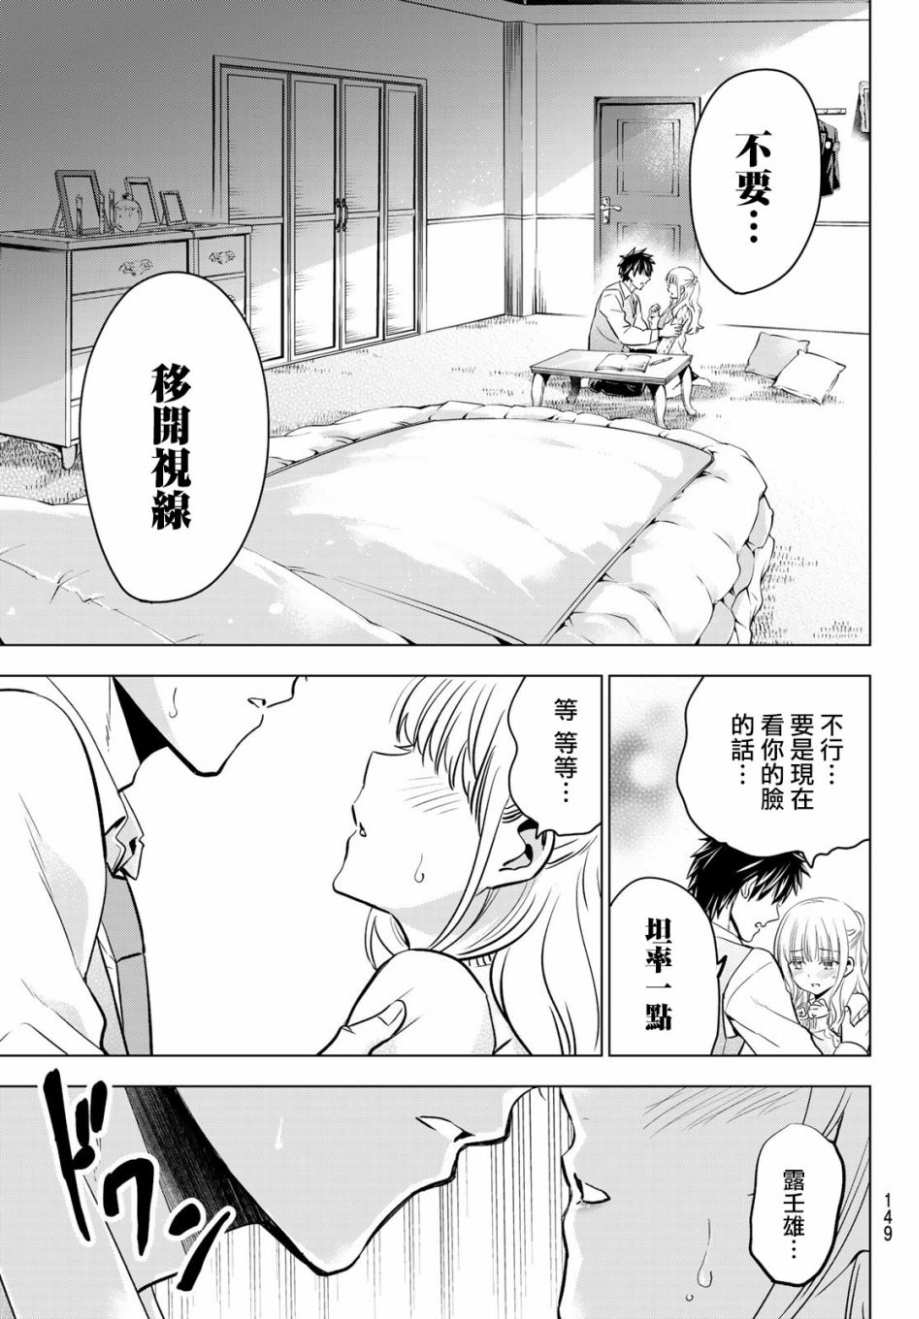 不要…
移開視線
不行…
要是現在
看你的臉
的話…
坦率一點
等 等等…
露壬雄…
ドクン
149